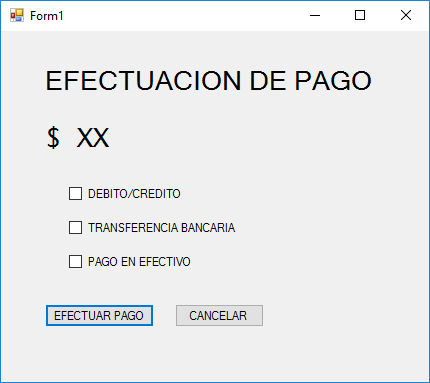 Form1
EFECTUACION DE PAGO
$ XX
DEBITO/CREDITO
TRANSFERENCIA BANCARIA
PAGO EN EFECTIVO
EFECTUAR PAGO CANCELAR